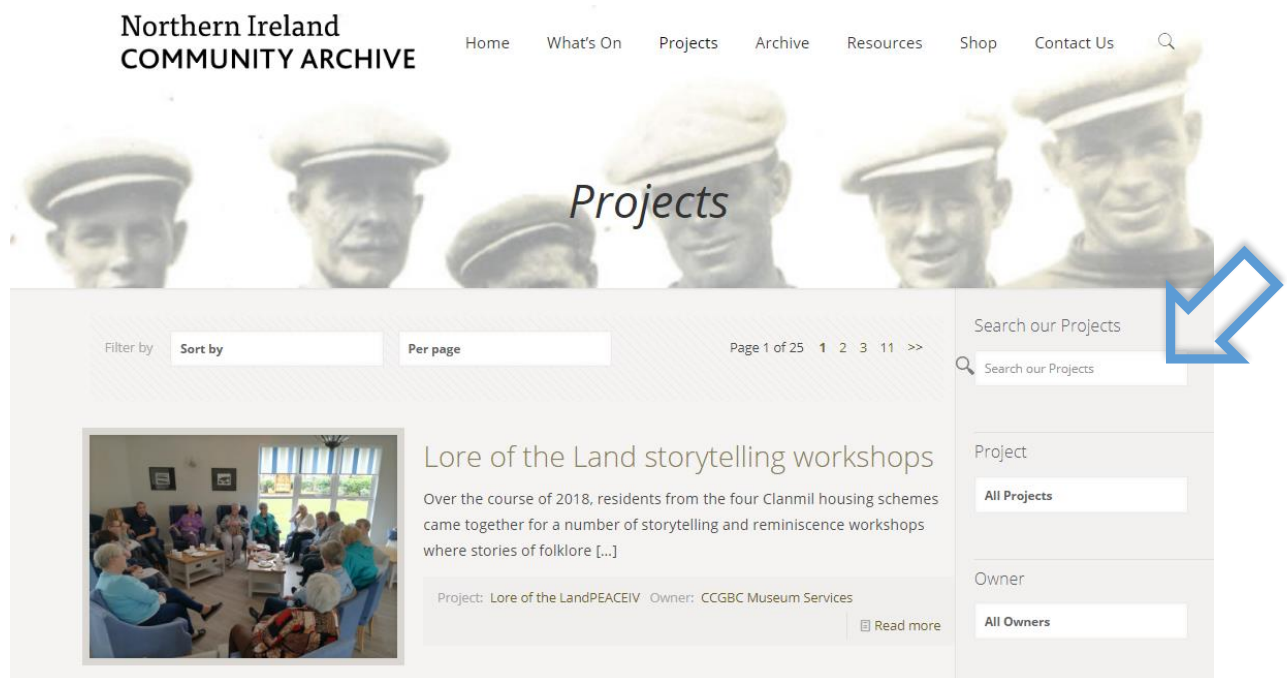 Northern Ireland
COMMUNITY ARCHIVE
Home What's On Projects Archive Resources Shop Contact Us
Projects
Filter by Sort by Per page Page 1 of 25 1 2 3 11 >>
Lore of the Land storytelling workshops
Over the course of 2018, residents from the four Clanmil housing schemes
came together for a number of storytelling and reminiscence workshops
where stories of folklore [...]
Project: Lore of the LandPEACEIV Owner: CCGBC Museum Services
Read more
Search our Projects
Search our Projects
Project
All Projects
Owner
All Owners